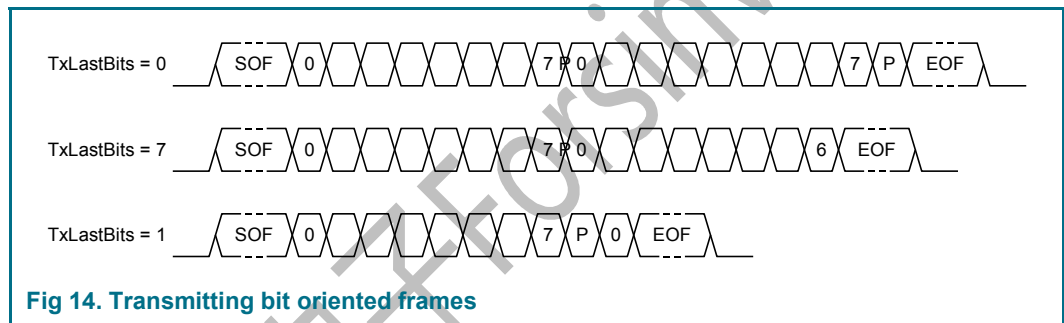 TxLastBits = 0 SOF 0 7 P 0 7 P EOF
TxLastBits = 7 SOF 0 7 P 0 6 EOF
TxLastBits = 1 SOF 0 7 P 0 EOF
Fig 14. Transmitting bit oriented frames